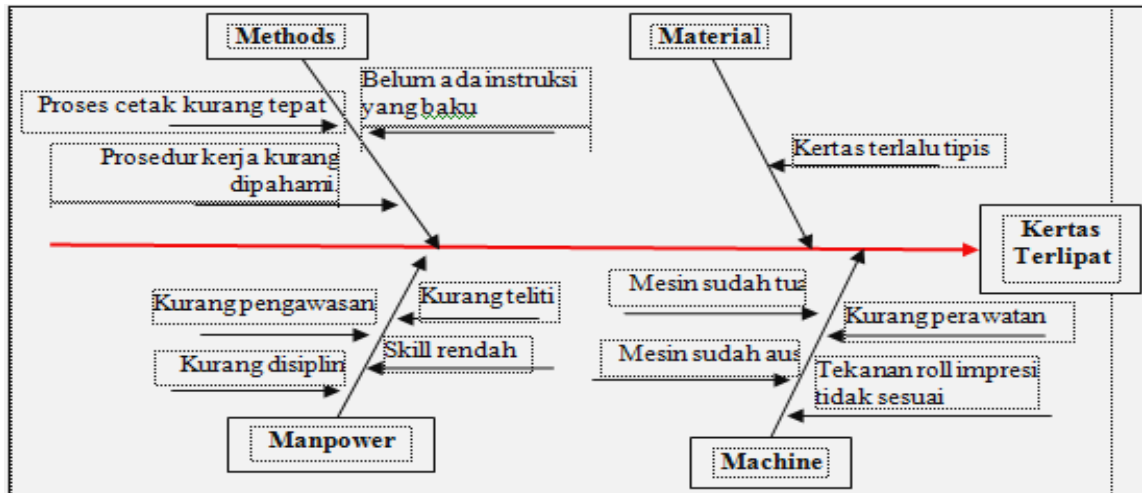 Methods
Material
Belum ada instruksi
yang baku
Proses cetak kurang tepat
Prosedur kerja kurang
dipahami.
Kertas terlalu tipis
Kertas
Terlipat
Mesin sudah tua
Kurang teliti
Kurang pengawasan
Kurang perawatan
Skill rendah
Kurang disiplin
Mesin sudah aus
Tekanan roll impresi
tidak sesuai
Manpower
Machine